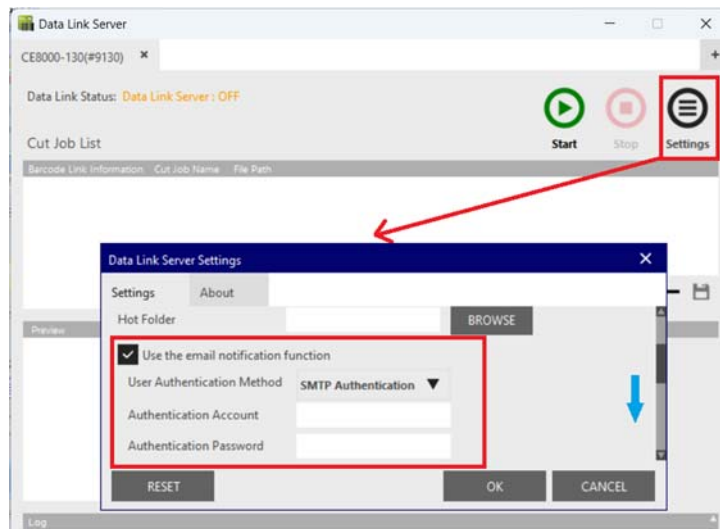 Data Link Server
CE8000-130(#9130)
Data Link Status: Data Link Server : OFF
Cut Job List
Start
Stop
Settings
Barcode Link Information Cut Job Name File Path
Data Link Server Settings
Settings About
Hot Folder BROWSE
Use the email notification function
User Authentication Method SMTP Authentication
Authentication Account
Authentication Password
RESET OK CANCEL
Preview
Log